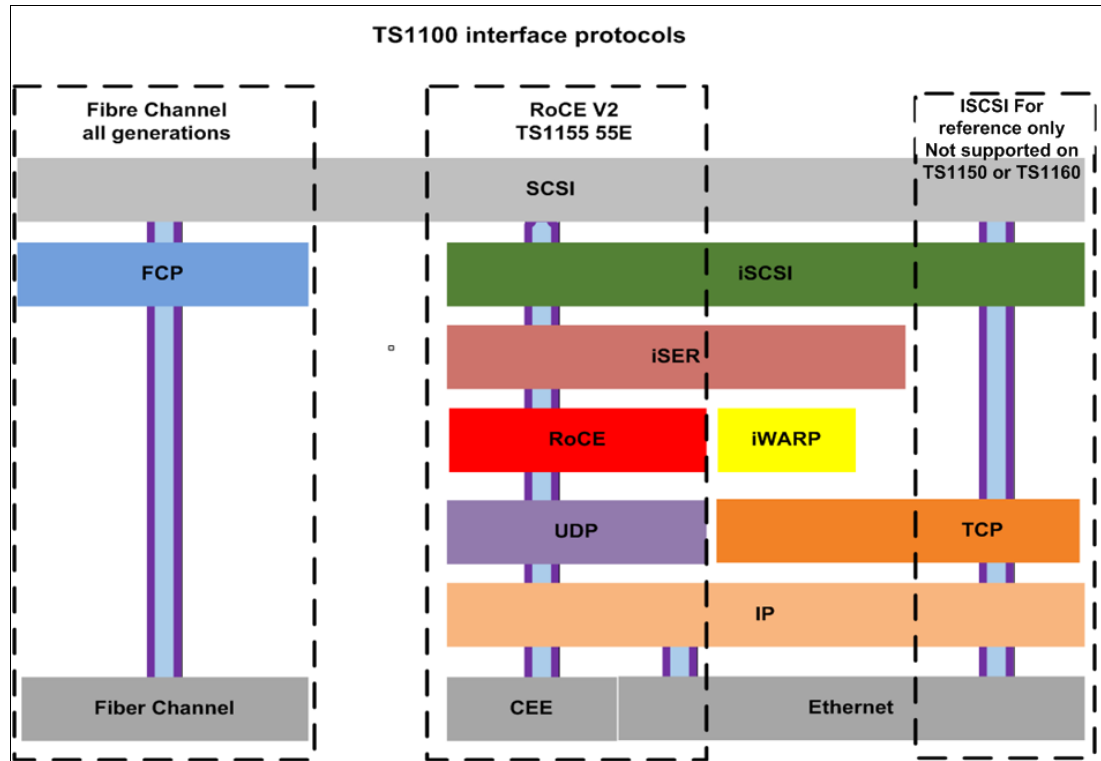 TS1100 interface protocols
Fibre Channel
all generations
RoCE V2
TS1155 55E
ISCSI For
reference only
Not supported on
TS1150 or TS1160
SCSI
FCP
iSCSI
iSER
RoCE
iWARP
UDP
TCP
IP
Fiber Channel
CEE
Ethernet